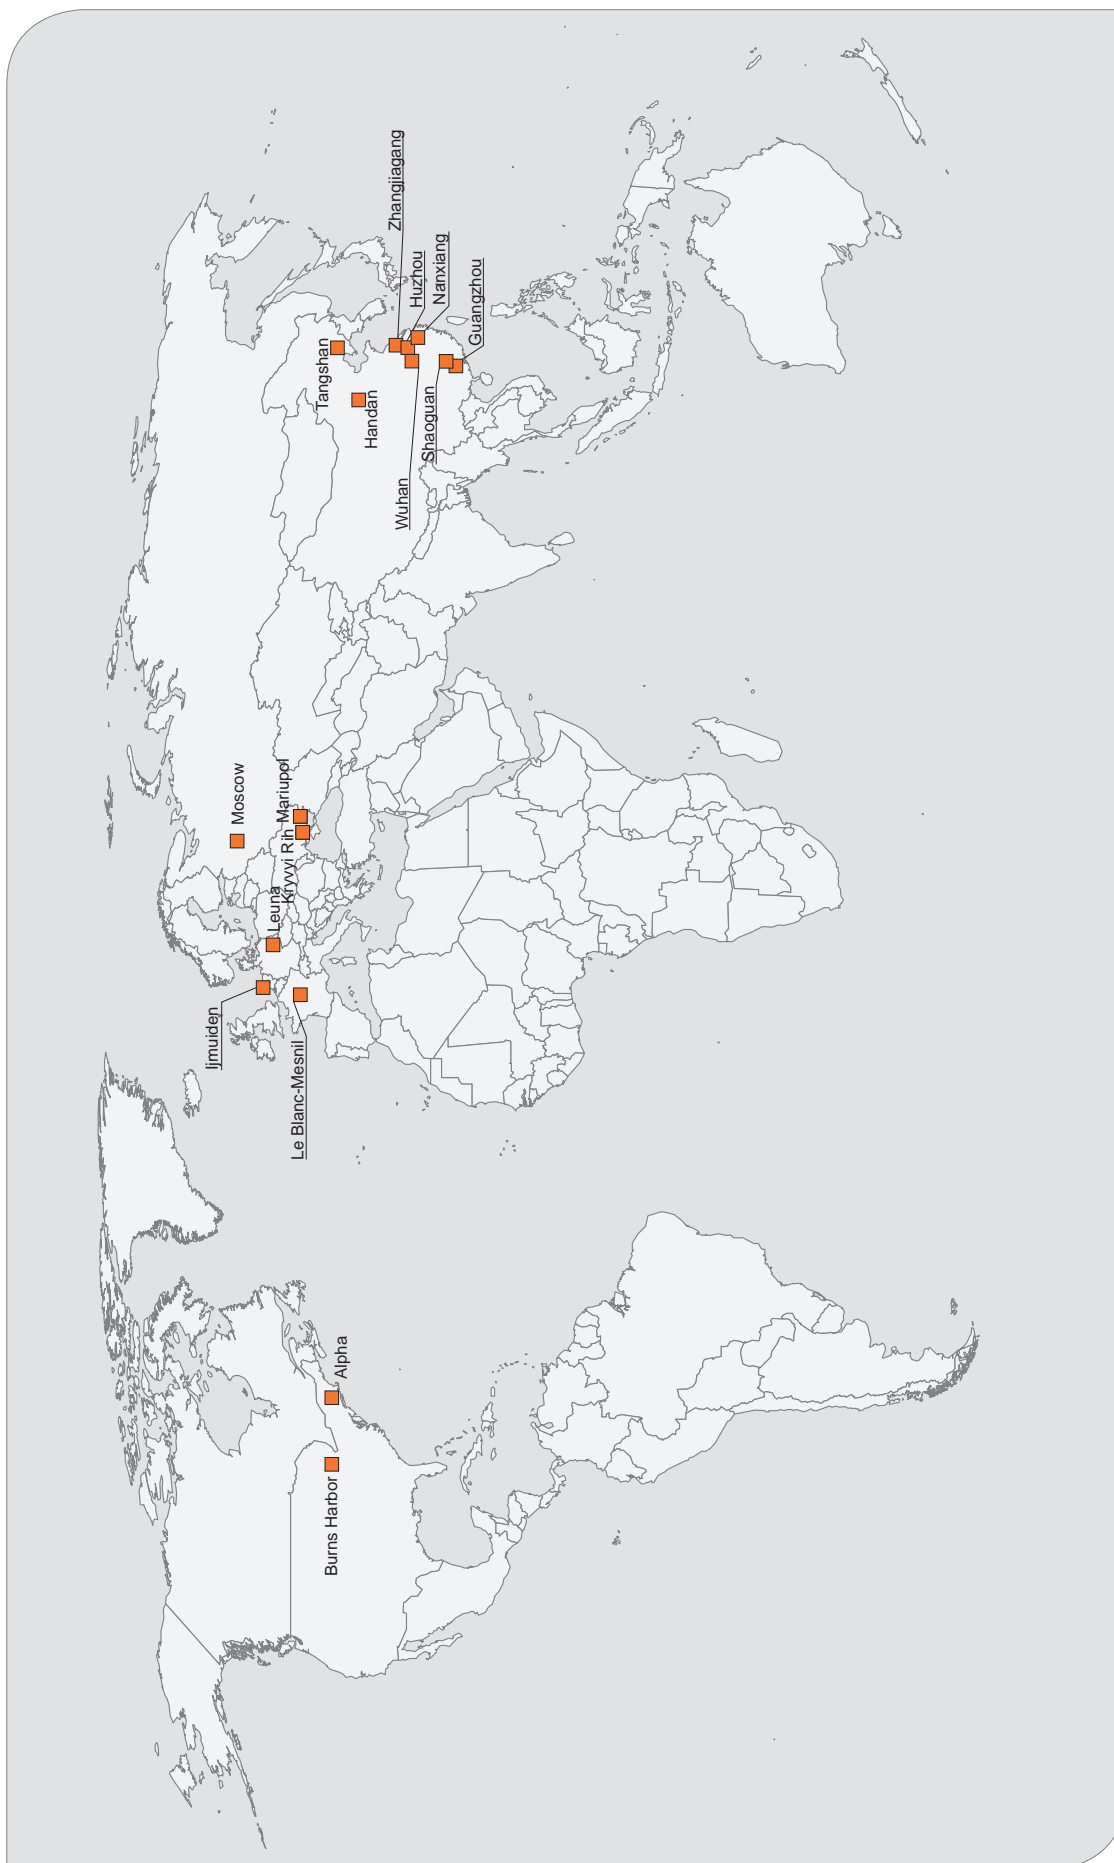 Moscow
Ijmuiden
Leuna
Kryvyi Rih
Mariupol
Le Blanc-Mesnil
Burns Harbor
Alpha
Tangshan
Handan
Zhangjiagang
Huzhou
Nanxiang
Wuhan
Shaoguan
Guangzhou